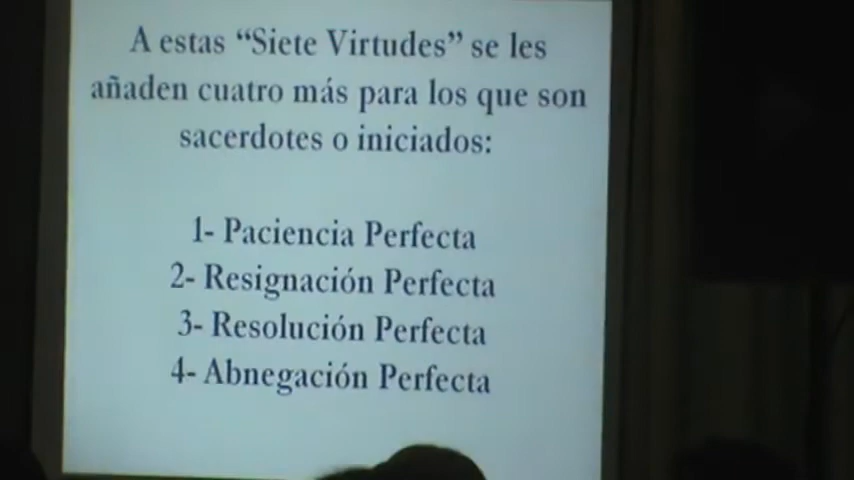 A estas “Siete Virtudes” se les
añaden cuatro más para los que son
sacerdotes o iniciados:
1- Paciencia Perfecta
2- Resignación Perfecta
3- Resolución Perfecta
4- Abnegación Perfecta